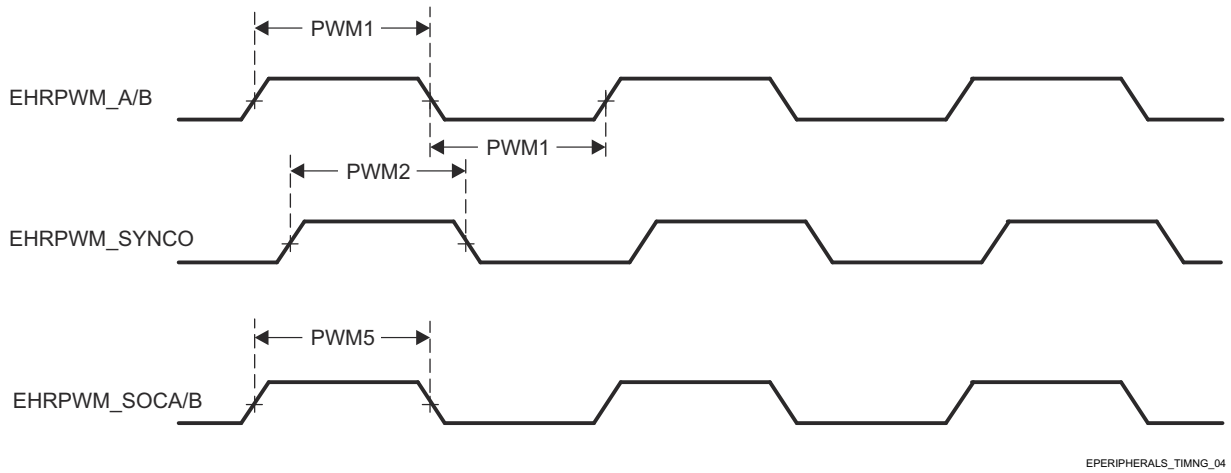 PWM1
EHRPWM_A/B
PWM1
PWM2
EHRPWM_SYNCO
PWM5
EHRPWM_SOCA/B
EPERIPHERALS_TIMNG_04